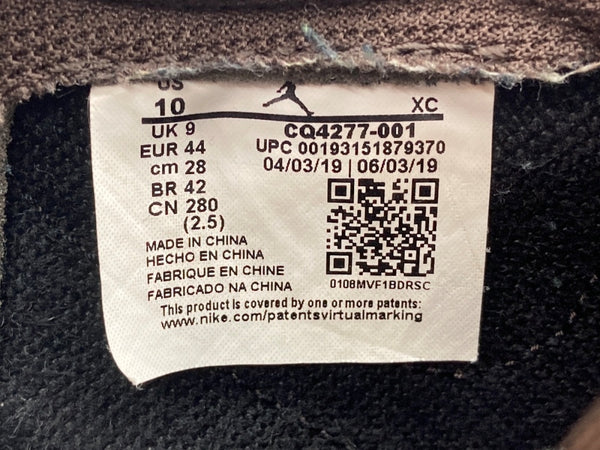 US
10
XC
UK 9
EUR 44
cm 28
BR 42
CN 280
(2.5)
CQ4277-001
UPC 00193151879370
04/03/19 | 06/03/19
0108MVF1BDRSC
MADE IN CHINA
HECHO EN CHINA
FABRIQUE EN CHINE
FABRICADO NA CHINA
This product is covered by one or more patents:
www.nike.com/patentsvirtualmarking